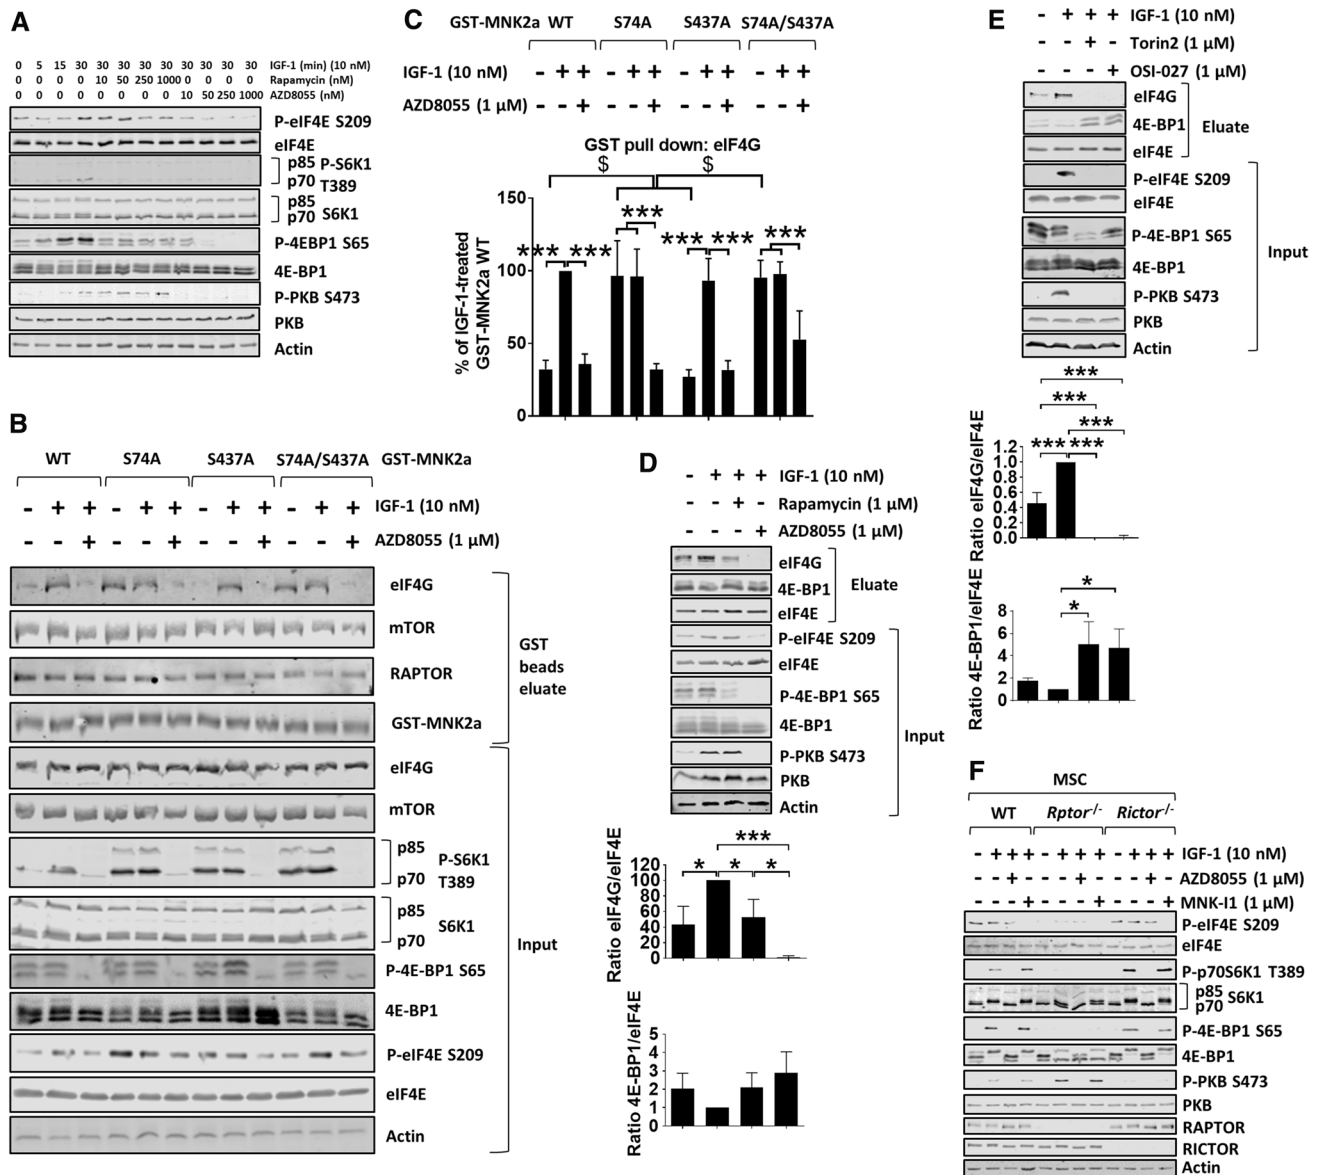 A
0 5 15 30 30 30 30 30 30 30 30 30 IGF-1 (min) (10 nM)
0 0 0 0 10 50 250 1000 0 0 0 0 Rapamycin (nM)
0 0 0 0 0 0 0 0 10 50 250 1000 AZD8055 (nM)
P-eIF4E S209
eIF4E
p85 P-S6K1
p70 T389
p85
p70 S6K1
P-4EBP1 S65
4E-BP1
P-PKB S473
PKB
Actin
B
WT S74A S437A S74A/S437A GST-MNK2a
- + + - + + - + + - + + IGF-1 (10 nM)
- - + - - + - - + - - + AZD8055 (1 μM)
eIF4G
mTOR
RAPTOR
GST-MNK2a
GST
beads
eluate
eIF4G
mTOR
p85 P-S6K1
p70 T389
p85
p70 S6K1
P-4E-BP1 S65
4E-BP1
P-eIF4E S209
eIF4E
Actin
Input
C
GST-MNK2a WT S74A S437A S74A/S437A
IGF-1 (10 nM) - + + - + + - + + - + +
AZD8055 (1 μM) - - + - - + - - + - - +
GST pull down: eIF4G
$ $
*** *** *** *** *** ***
% of IGF-1-treated
GST-MNK2a WT
150
100
50
0
D
- + + + IGF-1 (10 nM)
- - + - Rapamycin (1 μM)
- - - + AZD8055 (1 μM)
eIF4G
4E-BP1
eIF4E
Eluate
P-eIF4E S209
eIF4E
P-4E-BP1 S65
4E-BP1
P-PKB S473
PKB
Actin
Input
Ratio eIF4G/eIF4E
120
100
80
60
40
20
0
***
* * *
Ratio 4E-BP1/eIF4E
5
4
3
2
1
0
E
- + + + IGF-1 (10 nM)
- - + - Torin2 (1 μM)
- - - + OSI-027 (1 μM)
eIF4G
4E-BP1
eIF4E
Eluate
P-eIF4E S209
eIF4E
P-4E-BP1 S65
4E-BP1
P-PKB S473
PKB
Actin
Input
***
***
***
*** ***
Ratio eIF4G/eIF4E
1.2
1.0
0.8
0.6
0.4
0.2
0.0
*
*
Ratio 4E-BP1/eIF4E
8
6
4
2
0
F
MSC
WT Rptor-/- Rictor-/-
- + + + - + + + - + + + IGF-1 (10 nM)
- - + - - - + - - - + - AZD8055 (1 μM)
- - - + - - - + - - - + MNK-I1 (1 μM)
P-eIF4E S209
eIF4E
P-p70S6K1 T389
p85
p70 S6K1
P-4E-BP1 S65
4E-BP1
P-PKB S473
PKB
RAPTOR
RICTOR
Actin